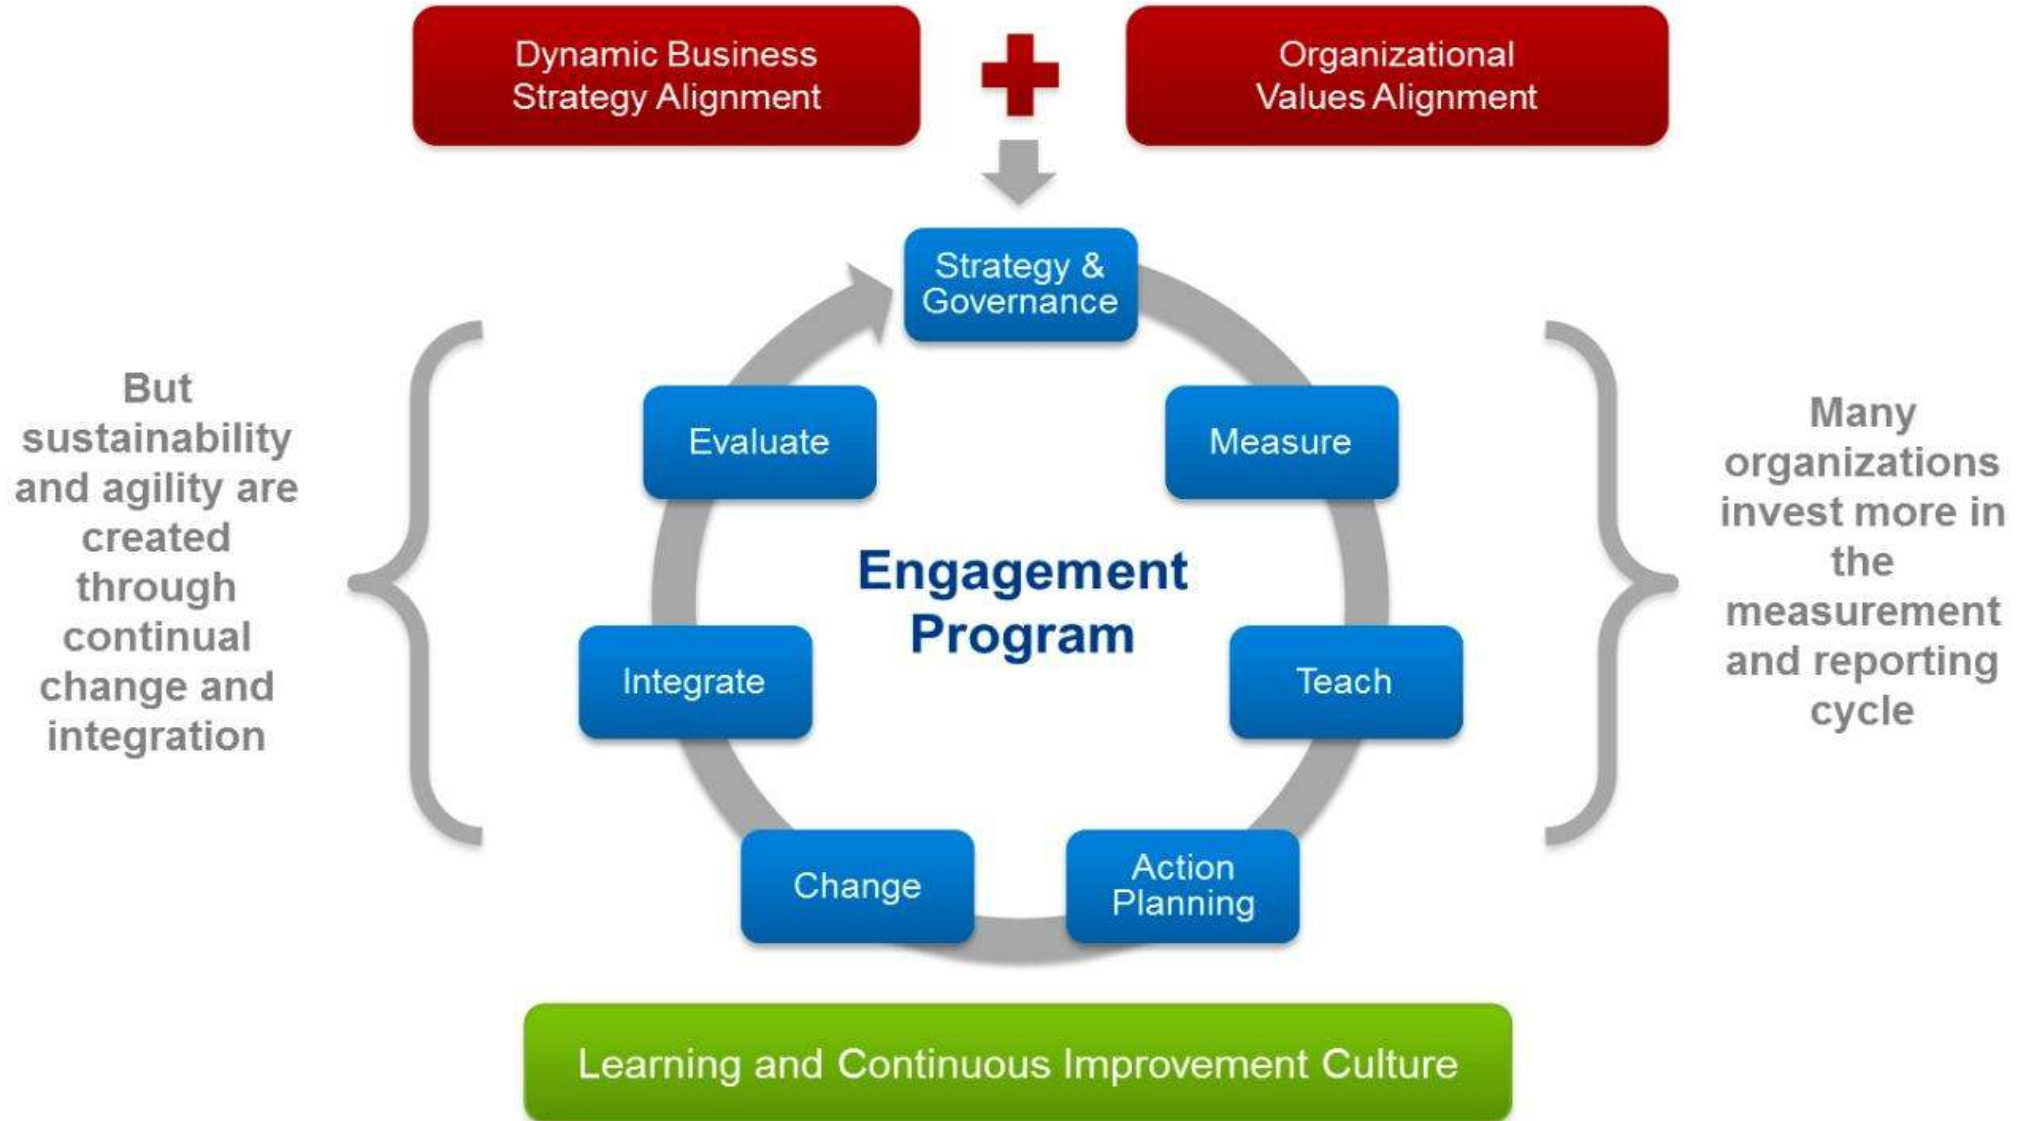 Dynamic Business
Strategy Alignment
Organizational
Values Alignment
Strategy &
Governance
Measure
Teach
Action
Planning
Change
Integrate
Evaluate
Engagement
Program
But
sustainability
and agility are
created
through
continual
change and
integration
Many
organizations
invest more in
the
measurement
and reporting
cycle
Learning and Continuous Improvement Culture